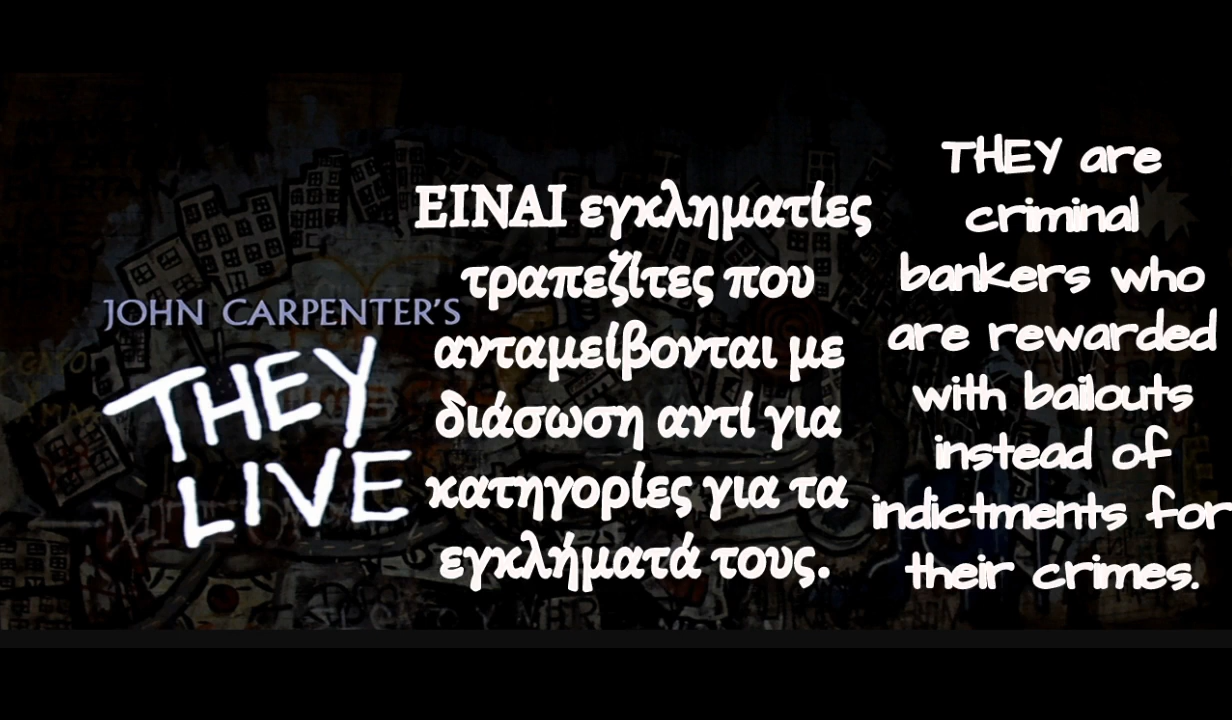 JOHN CARPENTER'S
THEY
LIVE
ΕΙΝΑΙ εγκληματίες
τραπεζίτες που
ανταμείβονται με
διάσωση αντί για
κατηγορίες για τα
εγκλήματά τους.
THEY are
criminal
bankers who
are rewarded
with bailouts
instead of
indictments for
their crimes.